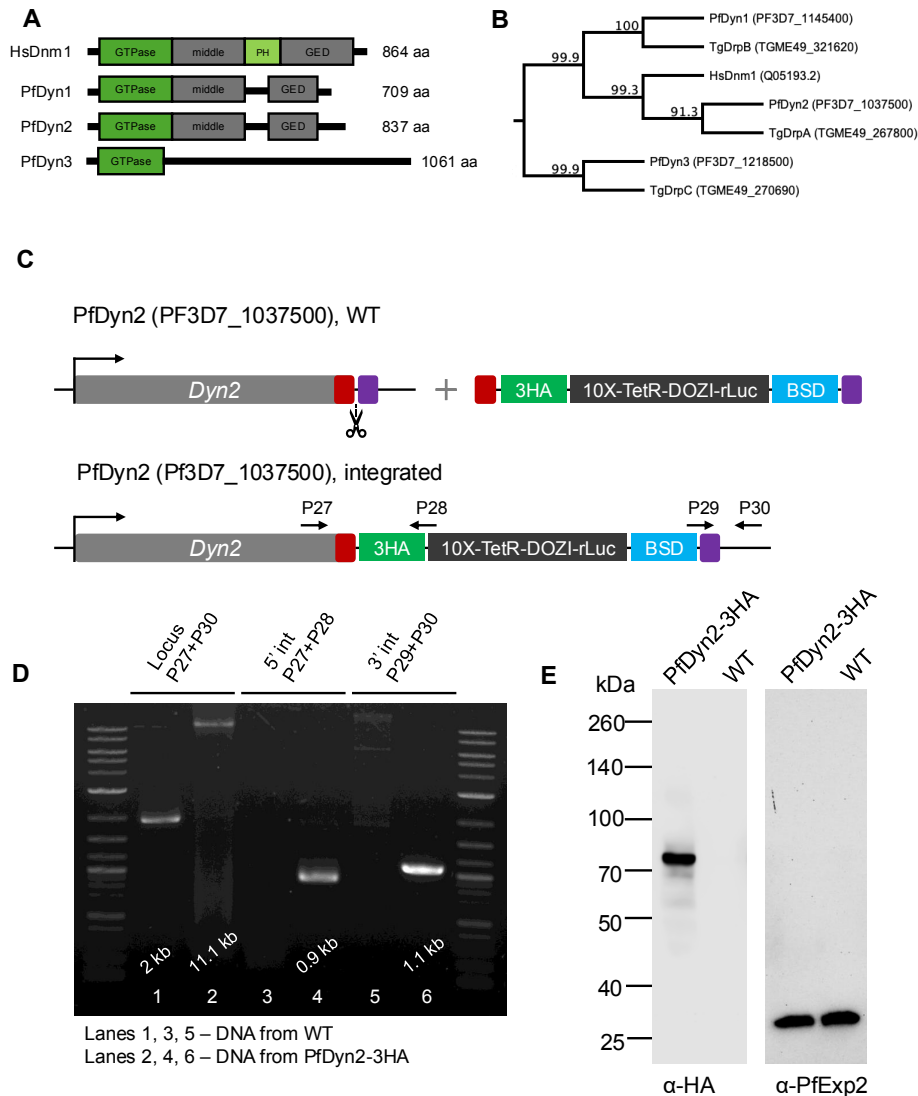 A
HsDnm1 GTPase middle PH GED 864 aa
PfDyn1 GTPase middle GED 709 aa
PfDyn2 GTPase middle GED 837 aa
PfDyn3 GTPase 1061 aa
B
PfDyn1 (PF3D7_1145400)
100
TgDrpB (TGME49_321620)
99.9
HsDnm1 (Q05193.2)
99.3
PfDyn2 (PF3D7_1037500)
91.3
TgDrpA (TGME49_267800)
PfDyn3 (PF3D7_1218500)
99.9
TgDrpC (TGME49_270690)
C
PfDyn2 (PF3D7_1037500), WT
Dyn2 + 3HA 10X-TetR-DOZI-rLuc BSD
PfDyn2 (Pf3D7_1037500), integrated
P27 P28 P29 P30
Dyn2 3HA 10X-TetR-DOZI-rLuc BSD
D
Locus
P27+P30
5' int
P27+P28
3' int
P29+P30
2 kb 11.1 kb 0.9 kb 1.1 kb
1 2 3 4 5 6
Lanes 1, 3, 5 – DNA from WT
Lanes 2, 4, 6 – DNA from PfDyn2-3HA
E
PfDyn2-3HA WT PfDyn2-3HA WT
kDa
260
140
100
70
50
40
25
α-HA α-PfExp2